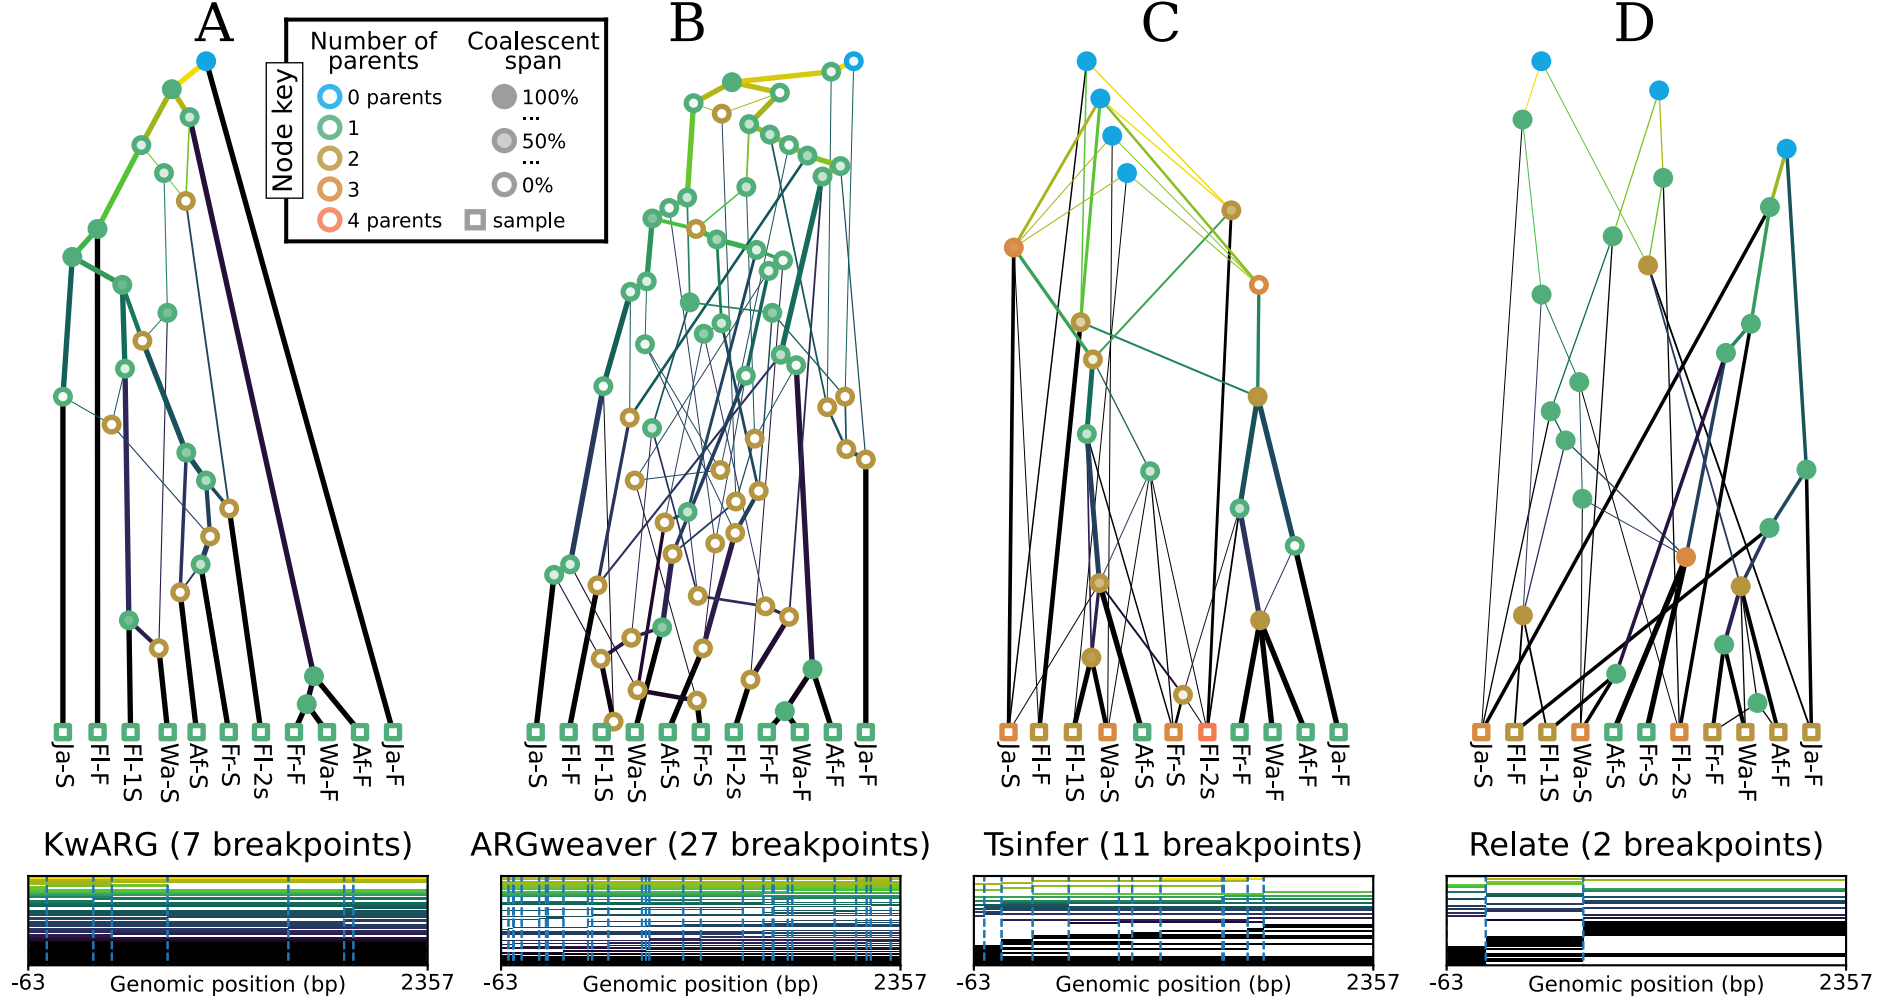 A
B
C
D
Node key
Number of
parents
0 parents
1
2
3
4 parents
Coalescent
span
100%
...
50%
...
0%
sample
Ja-S
Fl-F
Fl-1S
Wa-S
Af-S
Fr-S
Fl-2s
Fr-F
Wa-F
Af-F
Ja-F
Ja-S
Fl-F
Fl-1S
Wa-S
Af-S
Fr-S
Fl-2s
Fr-F
Wa-F
Af-F
Ja-F
Ja-S
Fl-F
Fl-1S
Wa-S
Af-S
Fr-S
Fl-2s
Fr-F
Wa-F
Af-F
Ja-F
Ja-S
Fl-F
Fl-1S
Wa-S
Af-S
Fr-S
Fl-2s
Fr-F
Wa-F
Af-F
Ja-F
KwARG (7 breakpoints)
-63 Genomic position (bp) 2357
ARGweaver (27 breakpoints)
-63 Genomic position (bp) 2357
Tsinfer (11 breakpoints)
-63 Genomic position (bp) 2357
Relate (2 breakpoints)
-63 Genomic position (bp) 2357